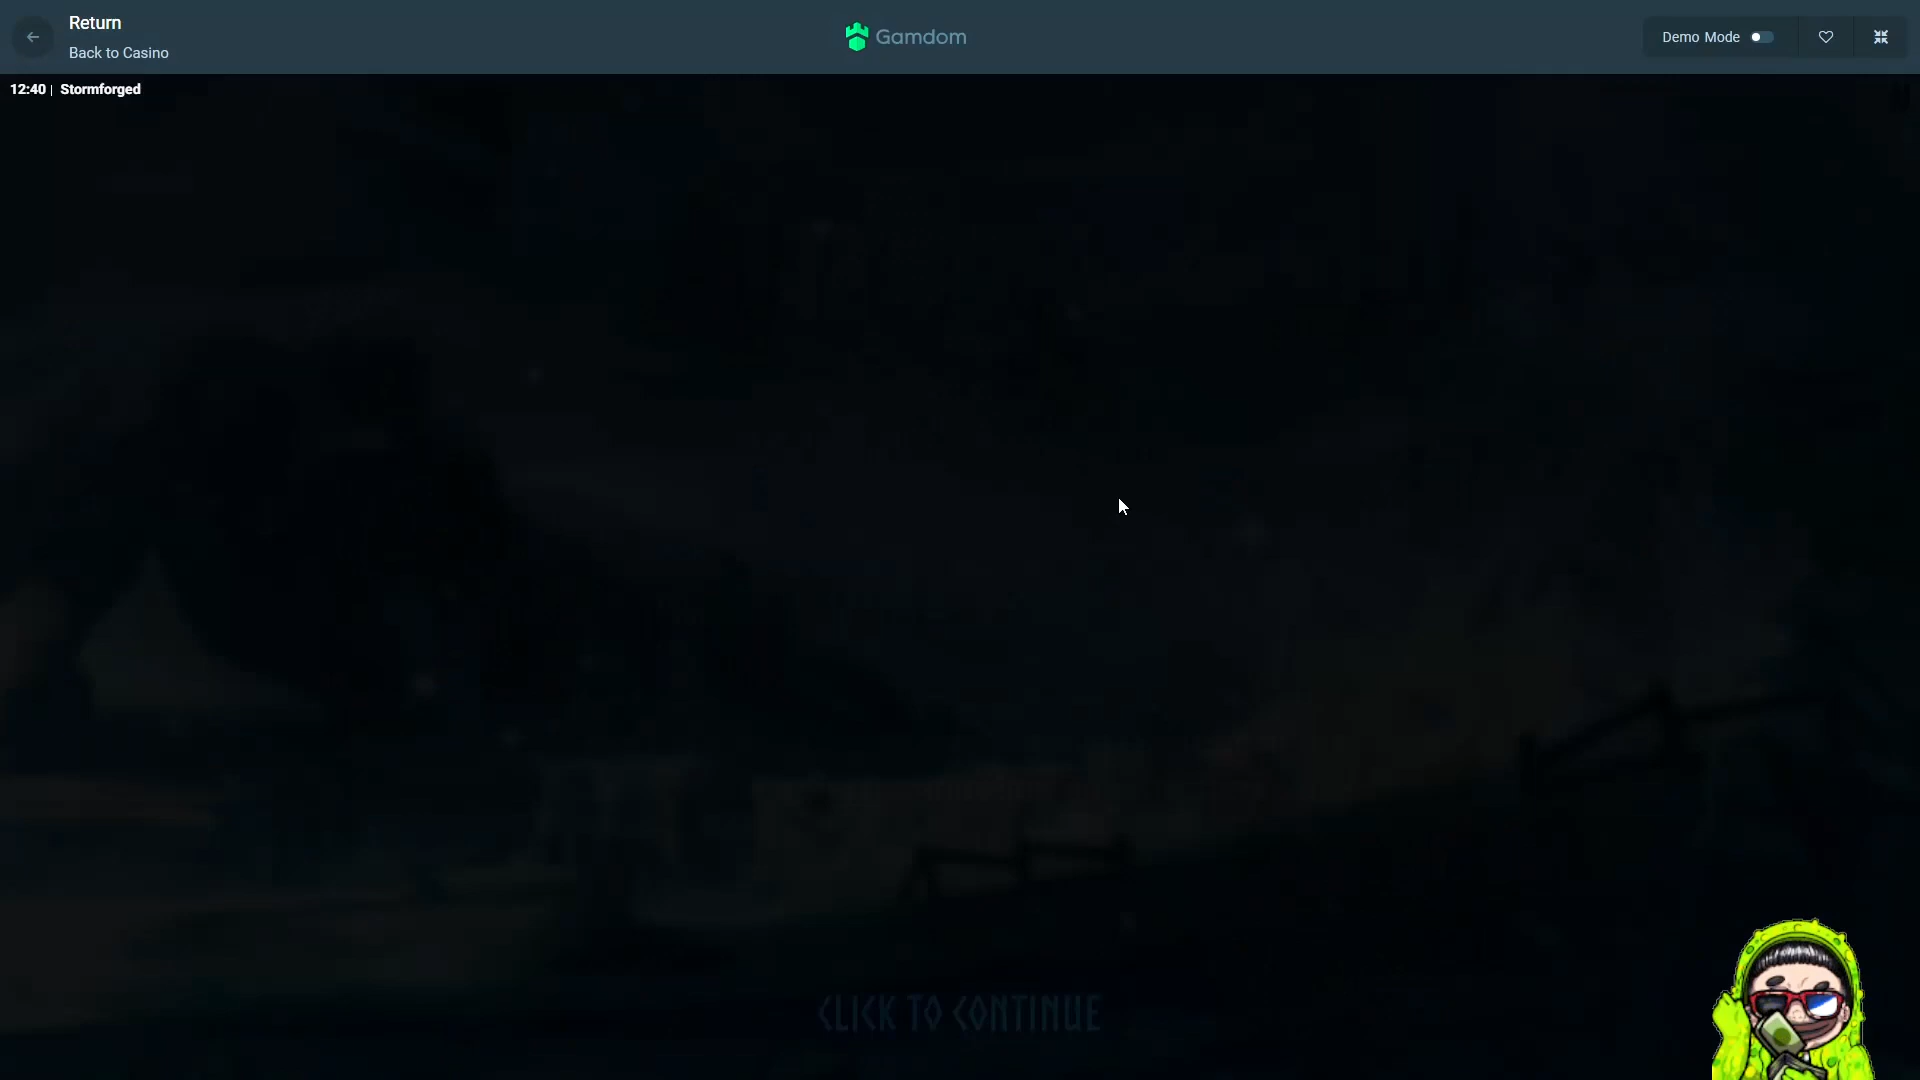 Return
Back to Casino
Gamdom
Demo Mode
12:40 | Stormforged
CLICK TO CONTINUE